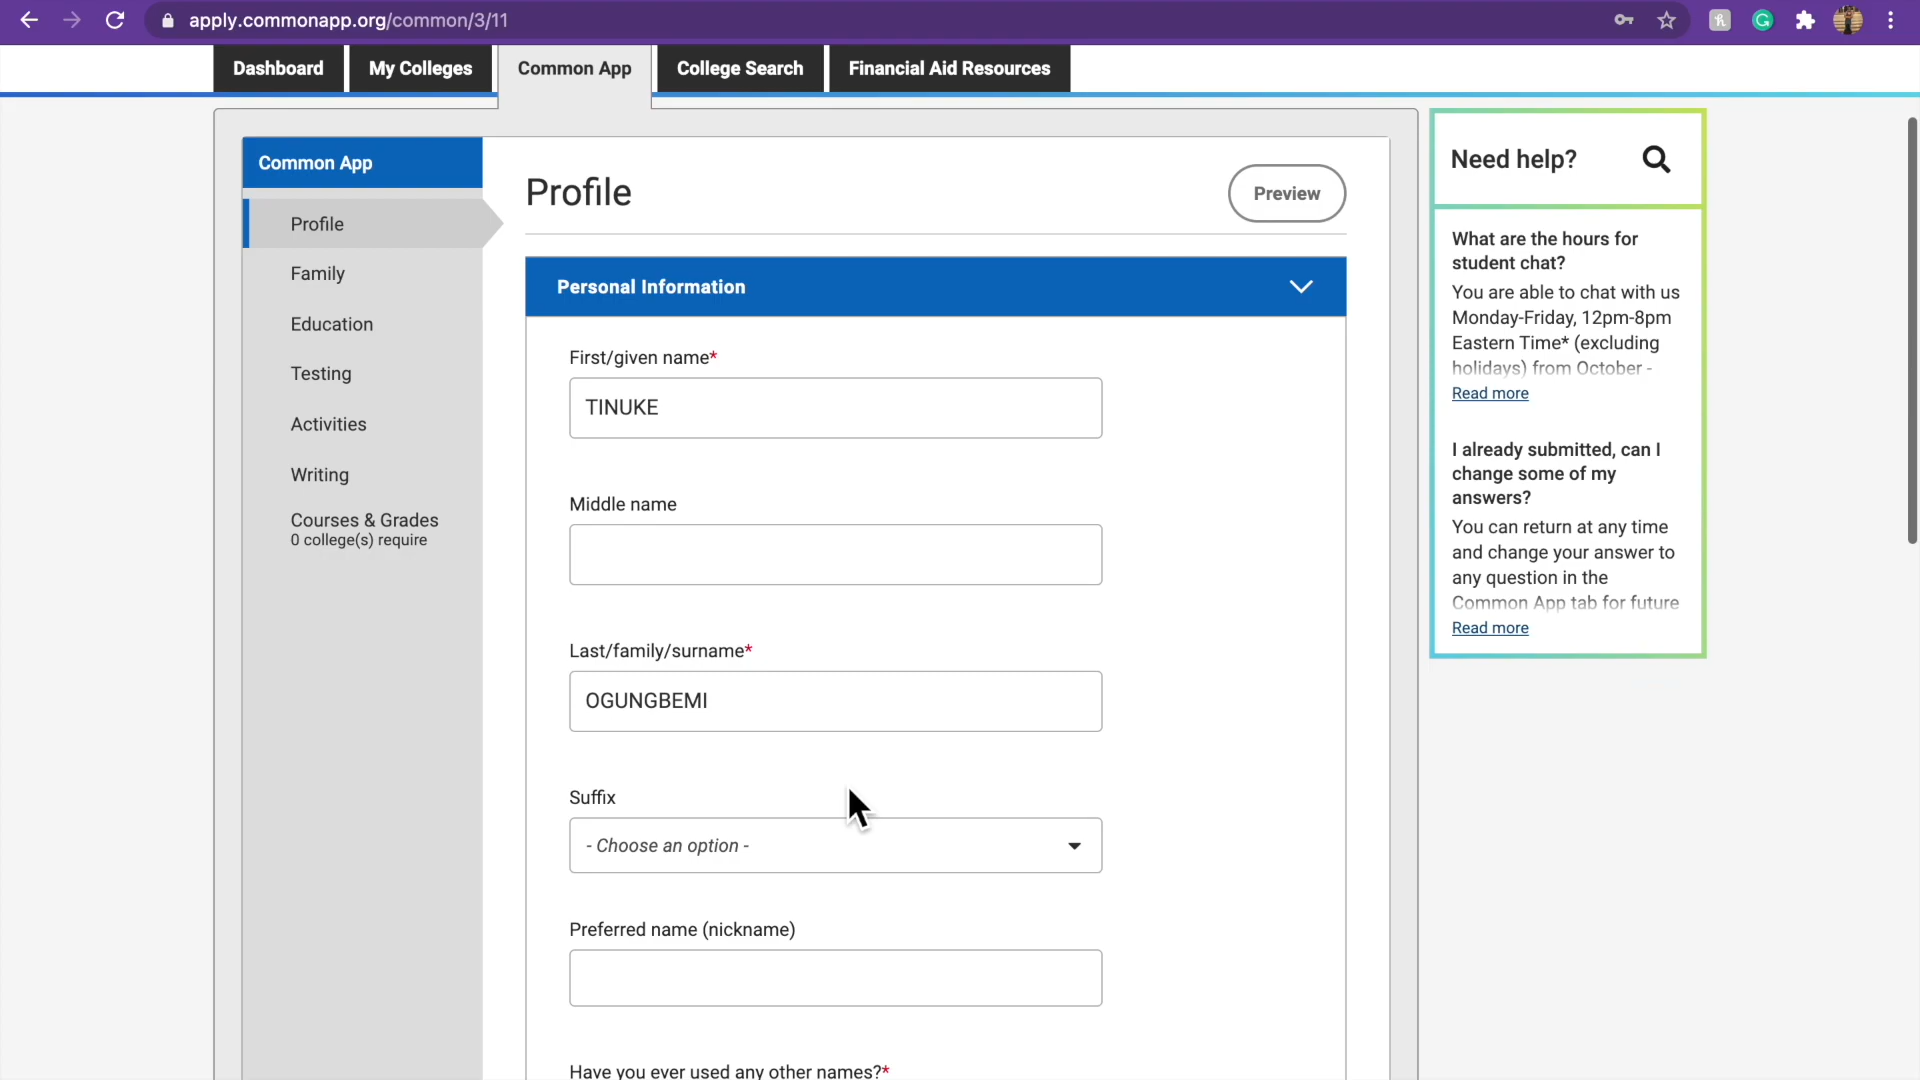 apply.commonapp.org/common/3/11
Dashboard
My Colleges
Common App
College Search
Financial Aid Resources
Common App
Profile
Family
Education
Testing
Activities
Writing
Courses & Grades
0 college(s) require
Profile
Preview
Personal Information
First/given name*
TINUKE
Middle name
Last/family/surname*
OGUNGBEMI
Suffix
- Choose an option -
Preferred name (nickname)
Have you ever used any other names?*
Need help?
What are the hours for
student chat?
You are able to chat with us
Monday-Friday, 12pm-8pm
Eastern Time* (excluding
holidays) from October -
Read more
I already submitted, can I
change some of my
answers?
You can return at any time
and change your answer to
any question in the
Common App tab for future
Read more